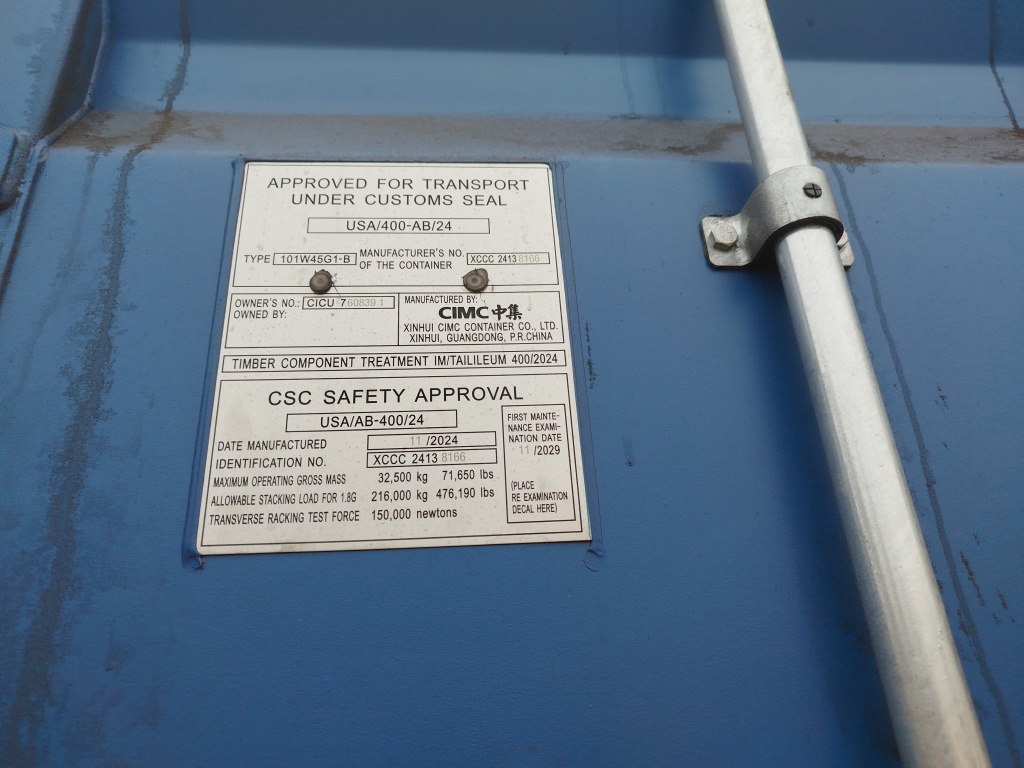 APPROVED FOR TRANSPORT
UNDER CUSTOMS SEAL
USA/400-AB/24
TYPE 101W45G1-B MANUFACTURER'S NO. OF THE CONTAINER XCCC 2413 8166
OWNER'S NO.: CICU 7 60839 1
OWNED BY:
MANUFACTURED BY:
CIMC 中集
XINHUI CIMC CONTAINER CO., LTD.
XINHUI, GUANGDONG, P.R.CHINA
TIMBER COMPONENT TREATMENT IM/TAILILEUM 400/2024
CSC SAFETY APPROVAL
USA/AB-400/24
DATE MANUFACTURED 11 /2024
IDENTIFICATION NO. XCCC 2413 8166
MAXIMUM OPERATING GROSS MASS 32,500 kg 71,650 lbs
ALLOWABLE STACKING LOAD FOR 1.8G 216,000 kg 476,190 lbs
TRANSVERSE RACKING TEST FORCE 150,000 newtons
FIRST MAINTE-
NANCE EXAMI-
NATION DATE
11 /2029
(PLACE
RE EXAMINATION
DECAL HERE)